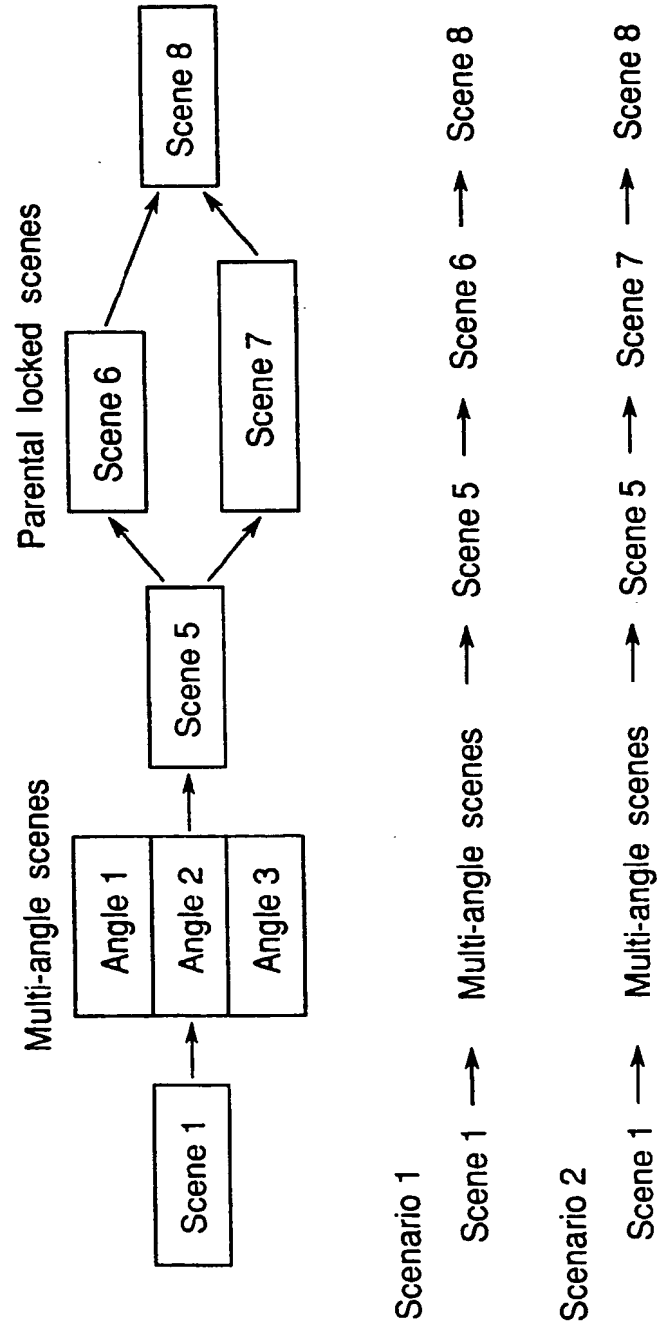 Multi-angle scenes
Parental locked scenes
Scene 1
Angle 1
Angle 2
Angle 3
Scene 5
Scene 6
Scene 7
Scene 8
Scenario 1
Scene 1 → Multi-angle scenes → Scene 5 → Scene 6 → Scene 8
Scenario 2
Scene 1 → Multi-angle scenes → Scene 5 → Scene 7 → Scene 8